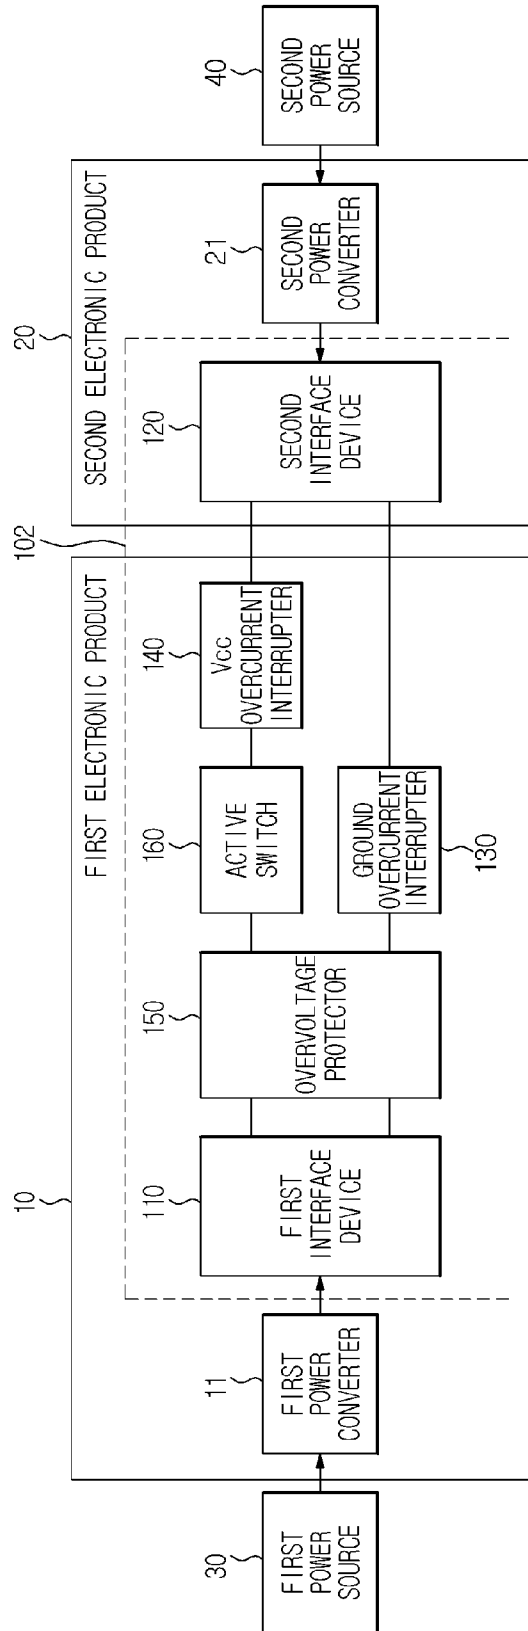 10
FIRST ELECTRONIC PRODUCT
102
20
SECOND ELECTRONIC PRODUCT
30
FIRST
POWER
SOURCE
11
FIRST
POWER
CONVERTER
110
FIRST
INTERFACE
DEVICE
150
OVERVOLTAGE
PROTECTOR
160
ACTIVE
SWITCH
140
Vcc
OVERCURRENT
INTERRUPTER
GROUND
OVERCURRENT
INTERRUPTER
130
120
SECOND
INTERFACE
DEVICE
21
SECOND
POWER
CONVERTER
40
SECOND
POWER
SOURCE